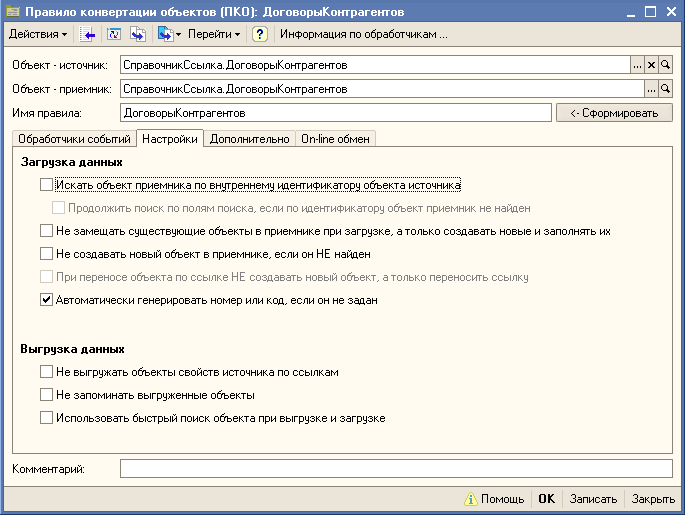 Правило конвертации объектов (ПКО): ДоговорыКонтрагентов
Действия Перейти ? Информация по обработчикам ...
Объект - источник: СправочникСсылка.ДоговорыКонтрагентов ... x
Объект - приемник: СправочникСсылка.ДоговорыКонтрагентов ...
Имя правила: ДоговорыКонтрагентов <- Сформировать
Обработчики событий Настройки Дополнительно On-line обмен
Загрузка данных
Искать объект приемника по внутреннему идентификатору объекта источника
Продолжить поиск по полям поиска, если по идентификатору объект приемник не найден
Не замещать существующие объекты в приемнике при загрузке, а только создавать новые и заполнять их
Не создавать новый объект в приемнике, если он НЕ найден
При переносе объекта по ссылке НЕ создавать новый объект, а только переносить ссылку
Автоматически генерировать номер или код, если он не задан
Выгрузка данных
Не выгружать объекты свойств источника по ссылкам
Не запоминать выгруженные объекты
Использовать быстрый поиск объекта при выгрузке и загрузке
Комментарий:
Помощь OK Записать Закрыть